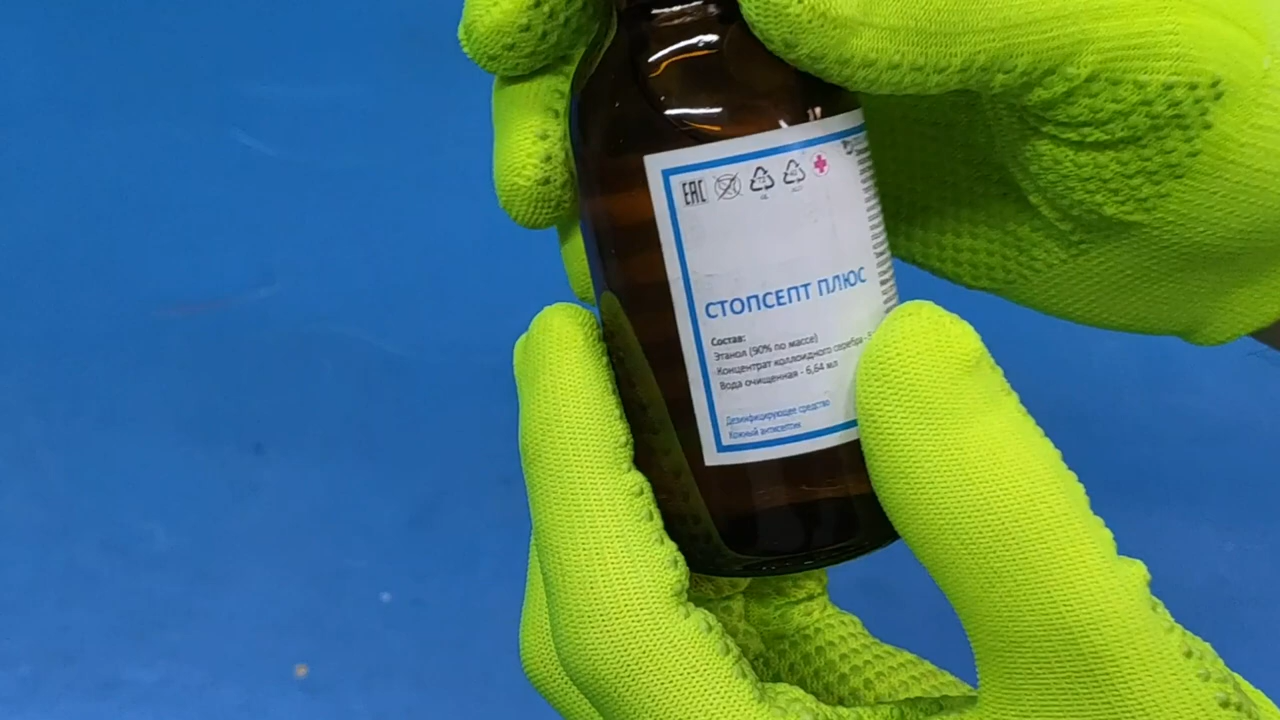 EAC
СТОПСЕПТ ПЛЮС
Состав:
Этанол (90% по массе)
Концентрат коллоидного серебра -
Вода очищенная - 6,64 мл
Дезинфицирующее средство
Кожный антисептик